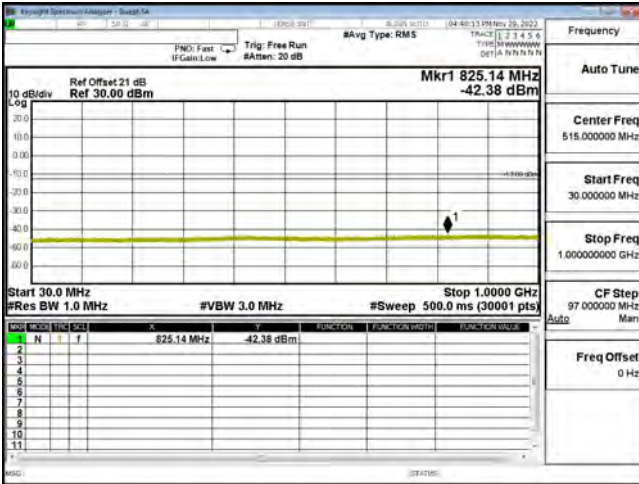 Keysight Spectrum Analyzer - Swept SA
04:40:13 PM Nov 29, 2022
PNO: Fast
IFGain:Low
Trig: Free Run
#Atten: 20 dB
#Avg Type: RMS
TRACE 1 2 3 4 5 6
TYPE M WWWWW
DET A N N N N N
Mkr1 825.14 MHz
-42.38 dBm
Ref Offset 21 dB
10 dB/div Ref 30.00 dBm
Log
20.0
10.0
0.00
-10.0
-13.00 dBm
-20.0
-30.0
-40.0
-50.0
-60.0
1
Start 30.0 MHz
Stop 1.0000 GHz
#Res BW 1.0 MHz
#VBW 3.0 MHz
#Sweep 500.0 ms (30001 pts)
MKR MODE TRC SCL X Y FUNCTION FUNCTION WIDTH FUNCTION VALUE
1 N 1 f 825.14 MHz -42.38 dBm
2
3
4
5
6
7
8
9
10
11
MSG
STATUS
Frequency
Auto Tune
Center Freq
515.000000 MHz
Start Freq
30.000000 MHz
Stop Freq
1.000000000 GHz
CF Step
97.000000 MHz
Auto Man
Freq Offset
0 Hz